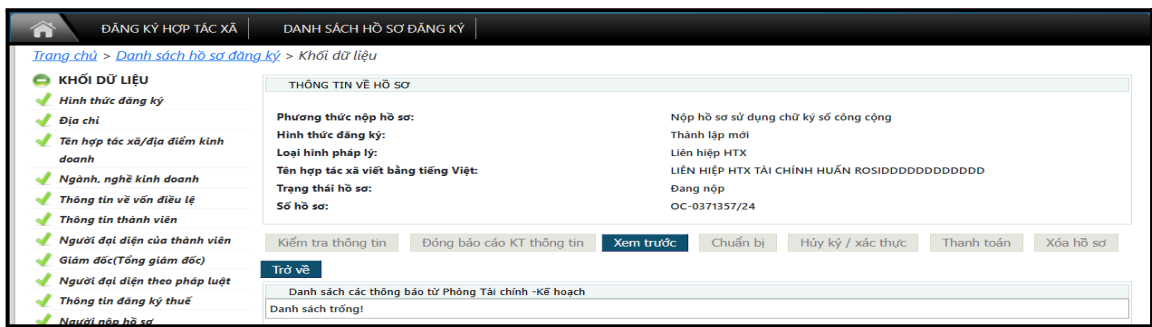 ĐĂNG KÝ HỢP TÁC XÃ
DANH SÁCH HỒ SƠ ĐĂNG KÝ
Trang chủ > Danh sách hồ sơ đăng ký > Khối dữ liệu
KHỐI DỮ LIỆU
Hình thức đăng ký
Địa chỉ
Tên hợp tác xã/địa điểm kinh
doanh
Ngành, nghề kinh doanh
Thông tin về vốn điều lệ
Thông tin thành viên
Người đại diện của thành viên
Giám đốc(Tổng giám đốc)
Người đại diện theo pháp luật
Thông tin đăng ký thuế
Người nộp hồ sơ
THÔNG TIN VỀ HỒ SƠ
Phương thức nộp hồ sơ: Nộp hồ sơ sử dụng chữ ký số công cộng
Hình thức đăng ký: Thành lập mới
Loại hình pháp lý: Liên hiệp HTX
Tên hợp tác xã viết bằng tiếng Việt: LIÊN HIỆP HTX TÀI CHÍNH HUẤN ROSIDDDDDDDDDDDD
Trạng thái hồ sơ: Đang nộp
Số hồ sơ: OC-0371357/24
Kiểm tra thông tin Đóng báo cáo KT thông tin Xem trước Chuẩn bị Hủy ký / xác thực Thanh toán Xóa hồ sơ
Trở về
Danh sách các thông báo từ Phòng Tài chính -Kế hoạch
Danh sách trống!